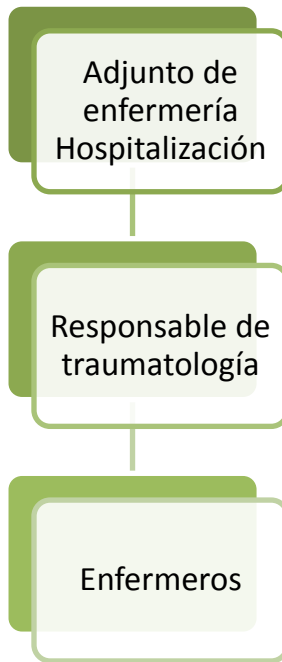 Adjunto de
enfermería
Hospitalización
Responsable de
traumatología
Enfermeros